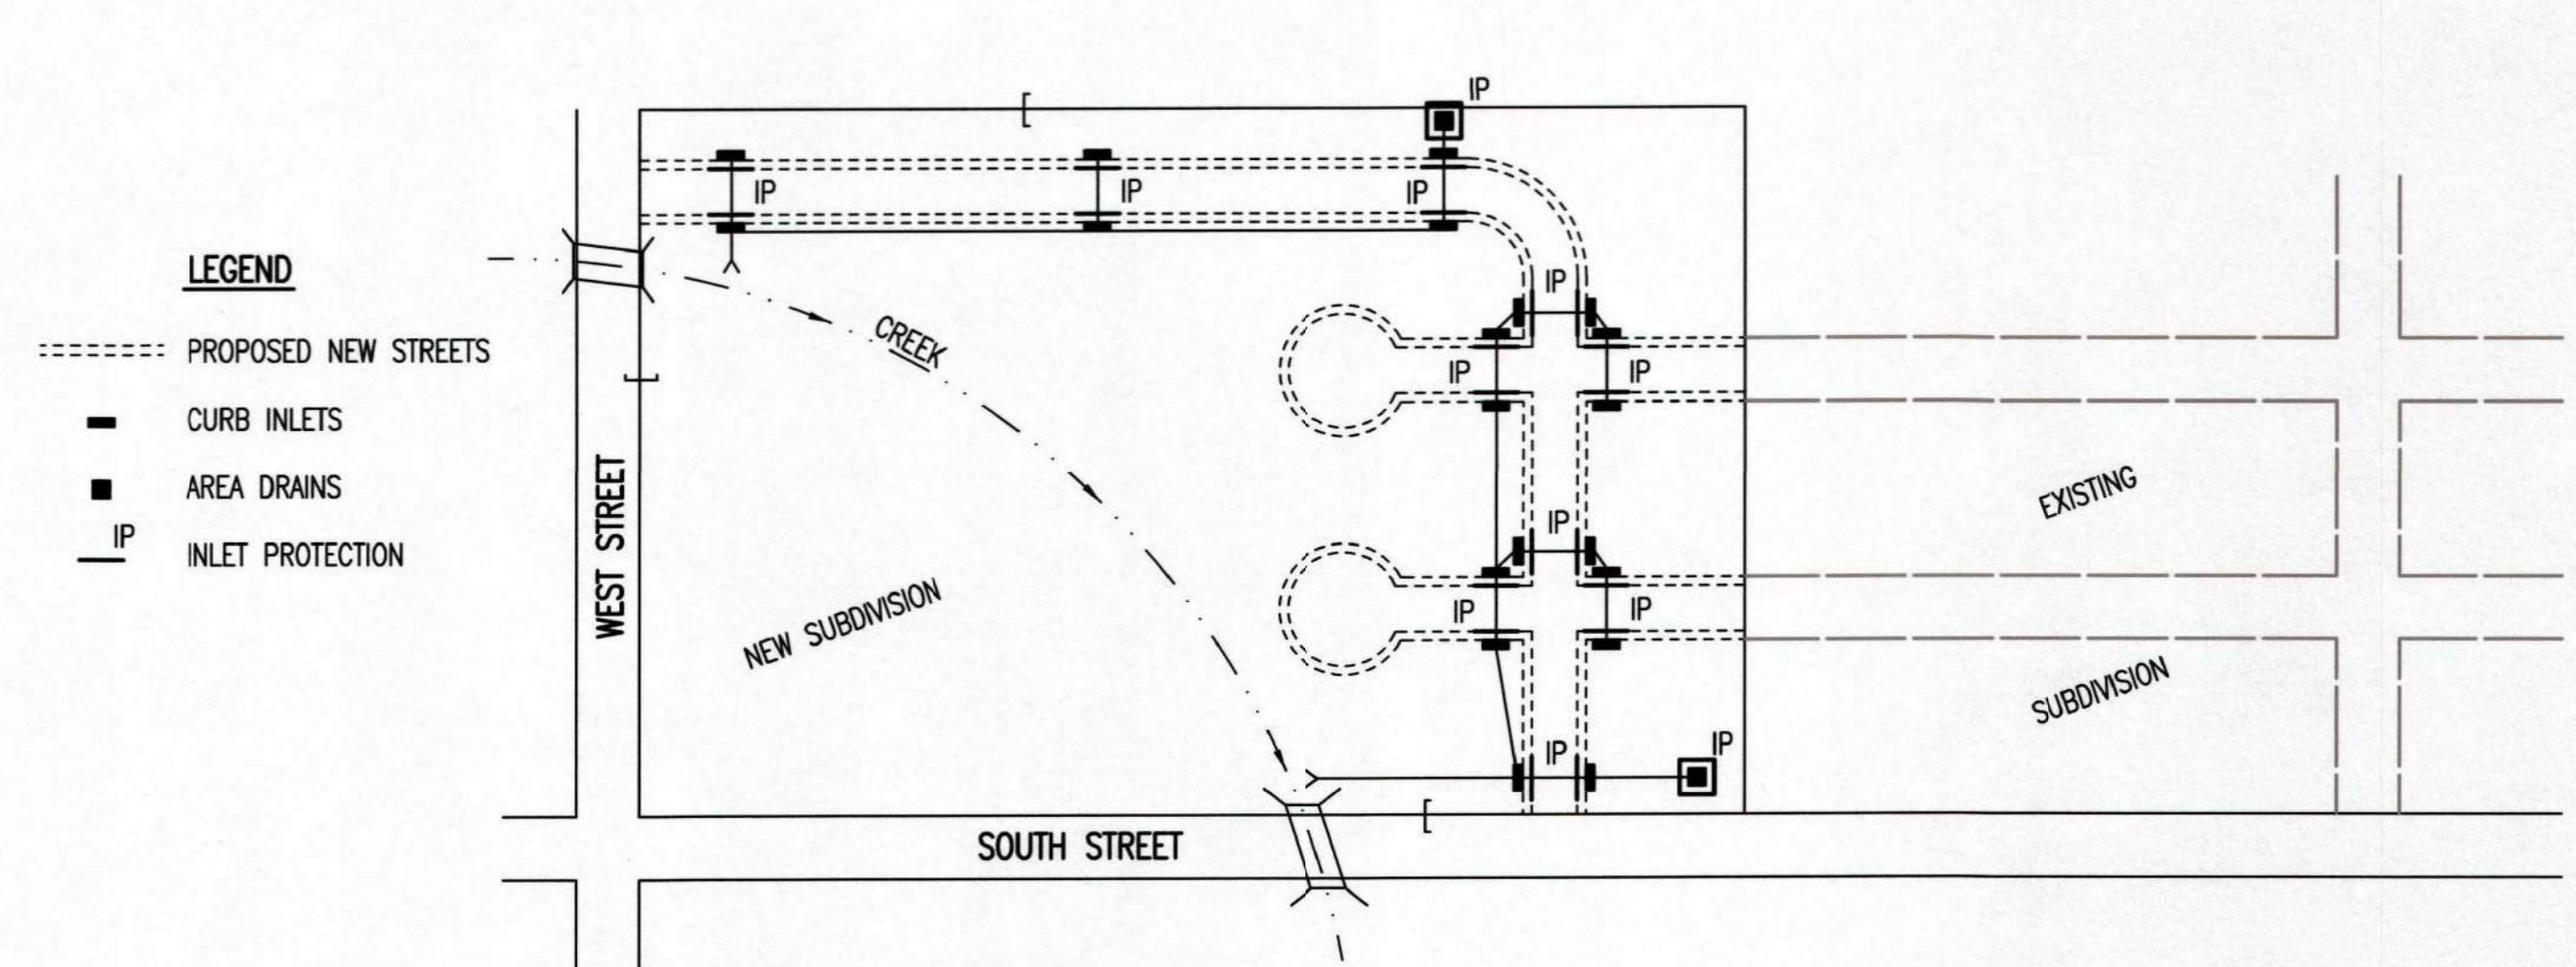 IP
IP
IP
IP
LEGEND
PROPOSED NEW STREETS
CURB INLETS
AREA DRAINS
IP
INLET PROTECTION
WEST STREET
CREEK
NEW SUBDIVISION
IP
IP
IP
IP
IP
IP
IP
IP
SOUTH STREET
EXISTING
SUBDIVISION